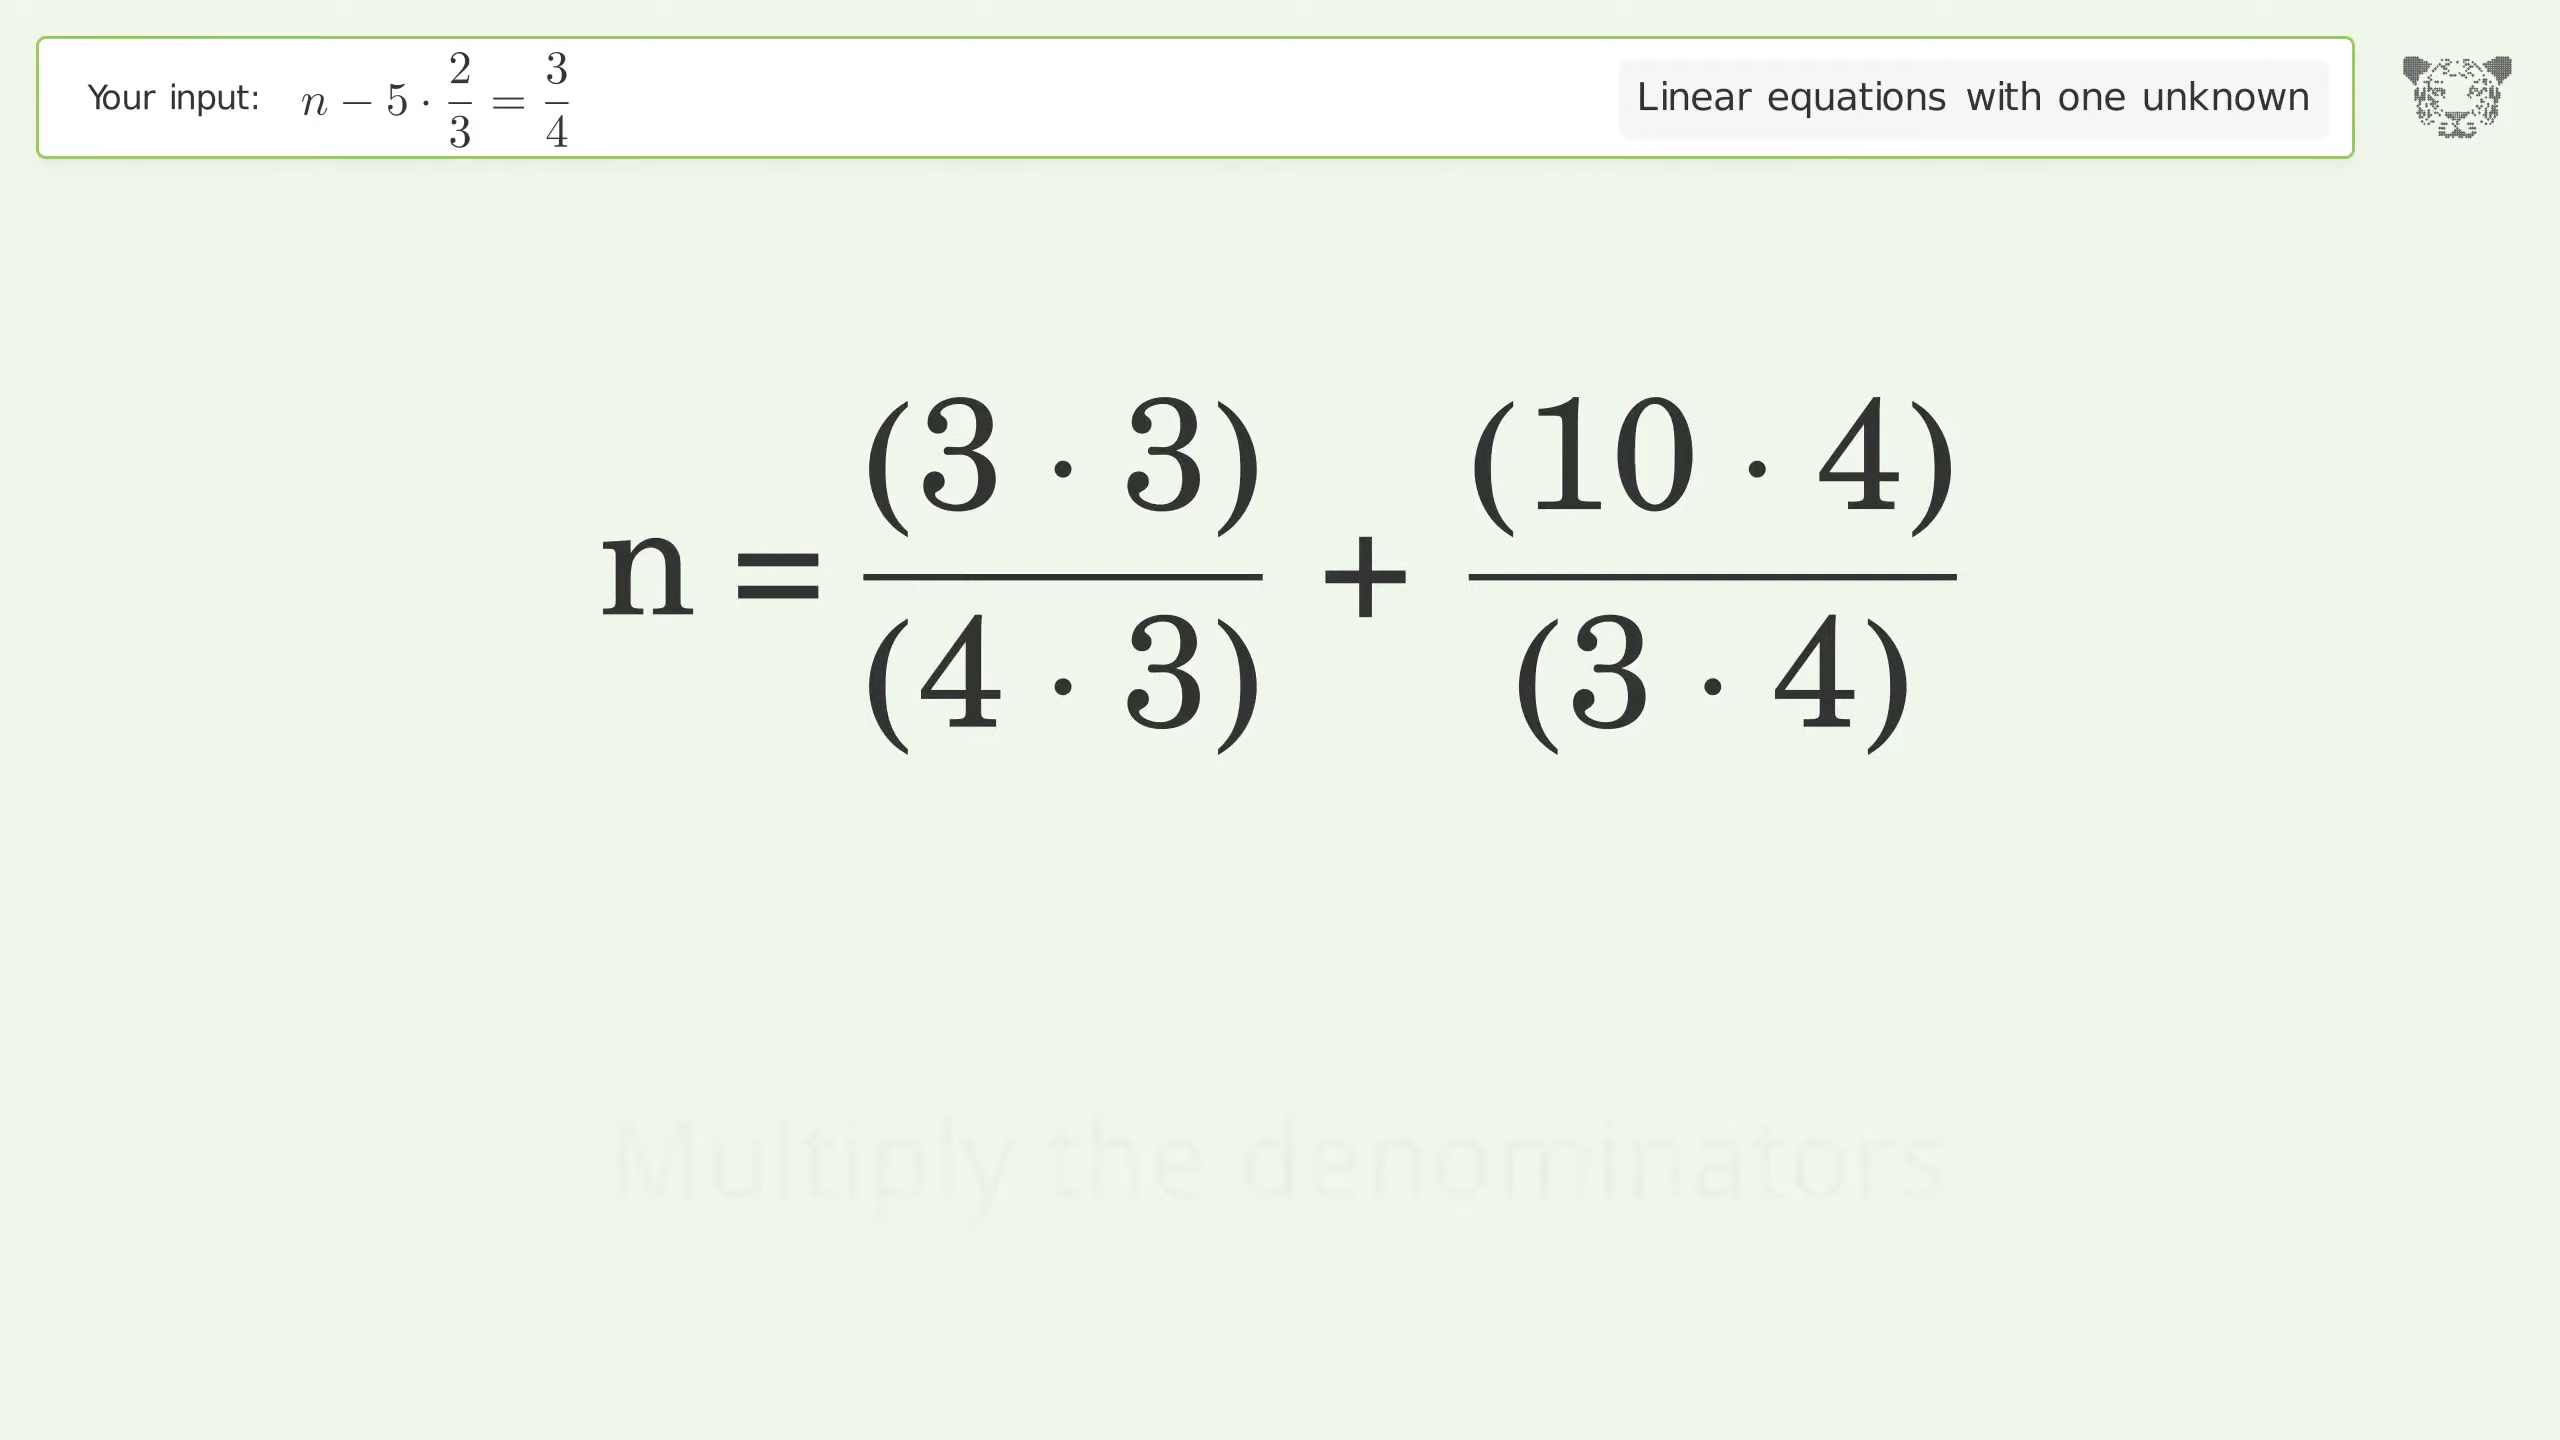 Your input: n − 5 · 2/3 = 3/4
Linear equations with one unknown
n = (3 · 3)/(4 · 3) + (10 · 4)/(3 · 4)
Multiply the denominators